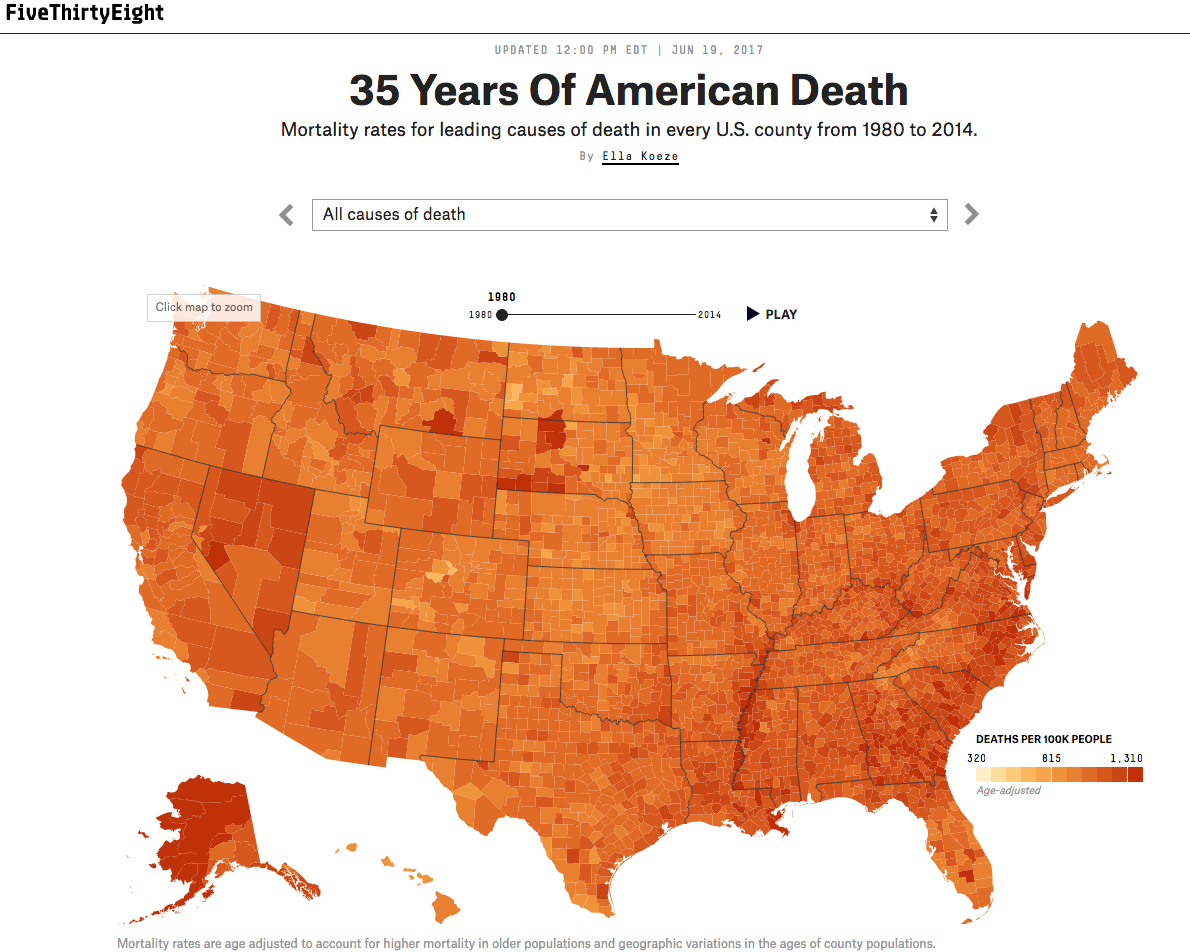 FiveThirtyEight
UPDATED 12:00 PM EDT | JUN 19, 2017
35 Years Of American Death
Mortality rates for leading causes of death in every U.S. county from 1980 to 2014.
By Ella Koeze
All causes of death
Click map to zoom
1980
1980 2014 PLAY
DEATHS PER 100K PEOPLE
320 815 1,310
Age-adjusted
Mortality rates are age adjusted to account for higher mortality in older populations and geographic variations in the ages of county populations.